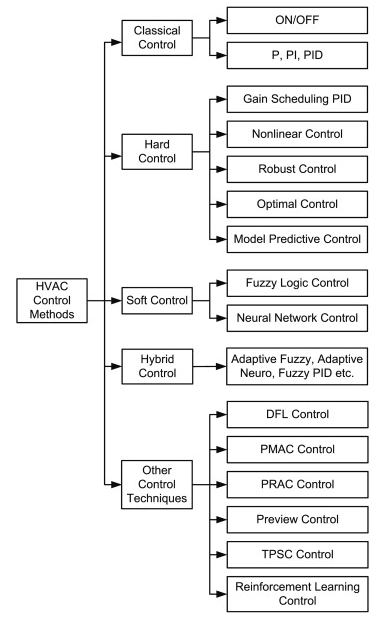 HVAC
Control
Methods
Classical
Control
ON/OFF
P, PI, PID
Hard
Control
Gain Scheduling PID
Nonlinear Control
Robust Control
Optimal Control
Model Predictive Control
Soft Control
Fuzzy Logic Control
Neural Network Control
Hybrid
Control
Adaptive Fuzzy, Adaptive
Neuro, Fuzzy PID etc.
Other
Control
Techniques
DFL Control
PMAC Control
PRAC Control
Preview Control
TPSC Control
Reinforcement Learning
Control